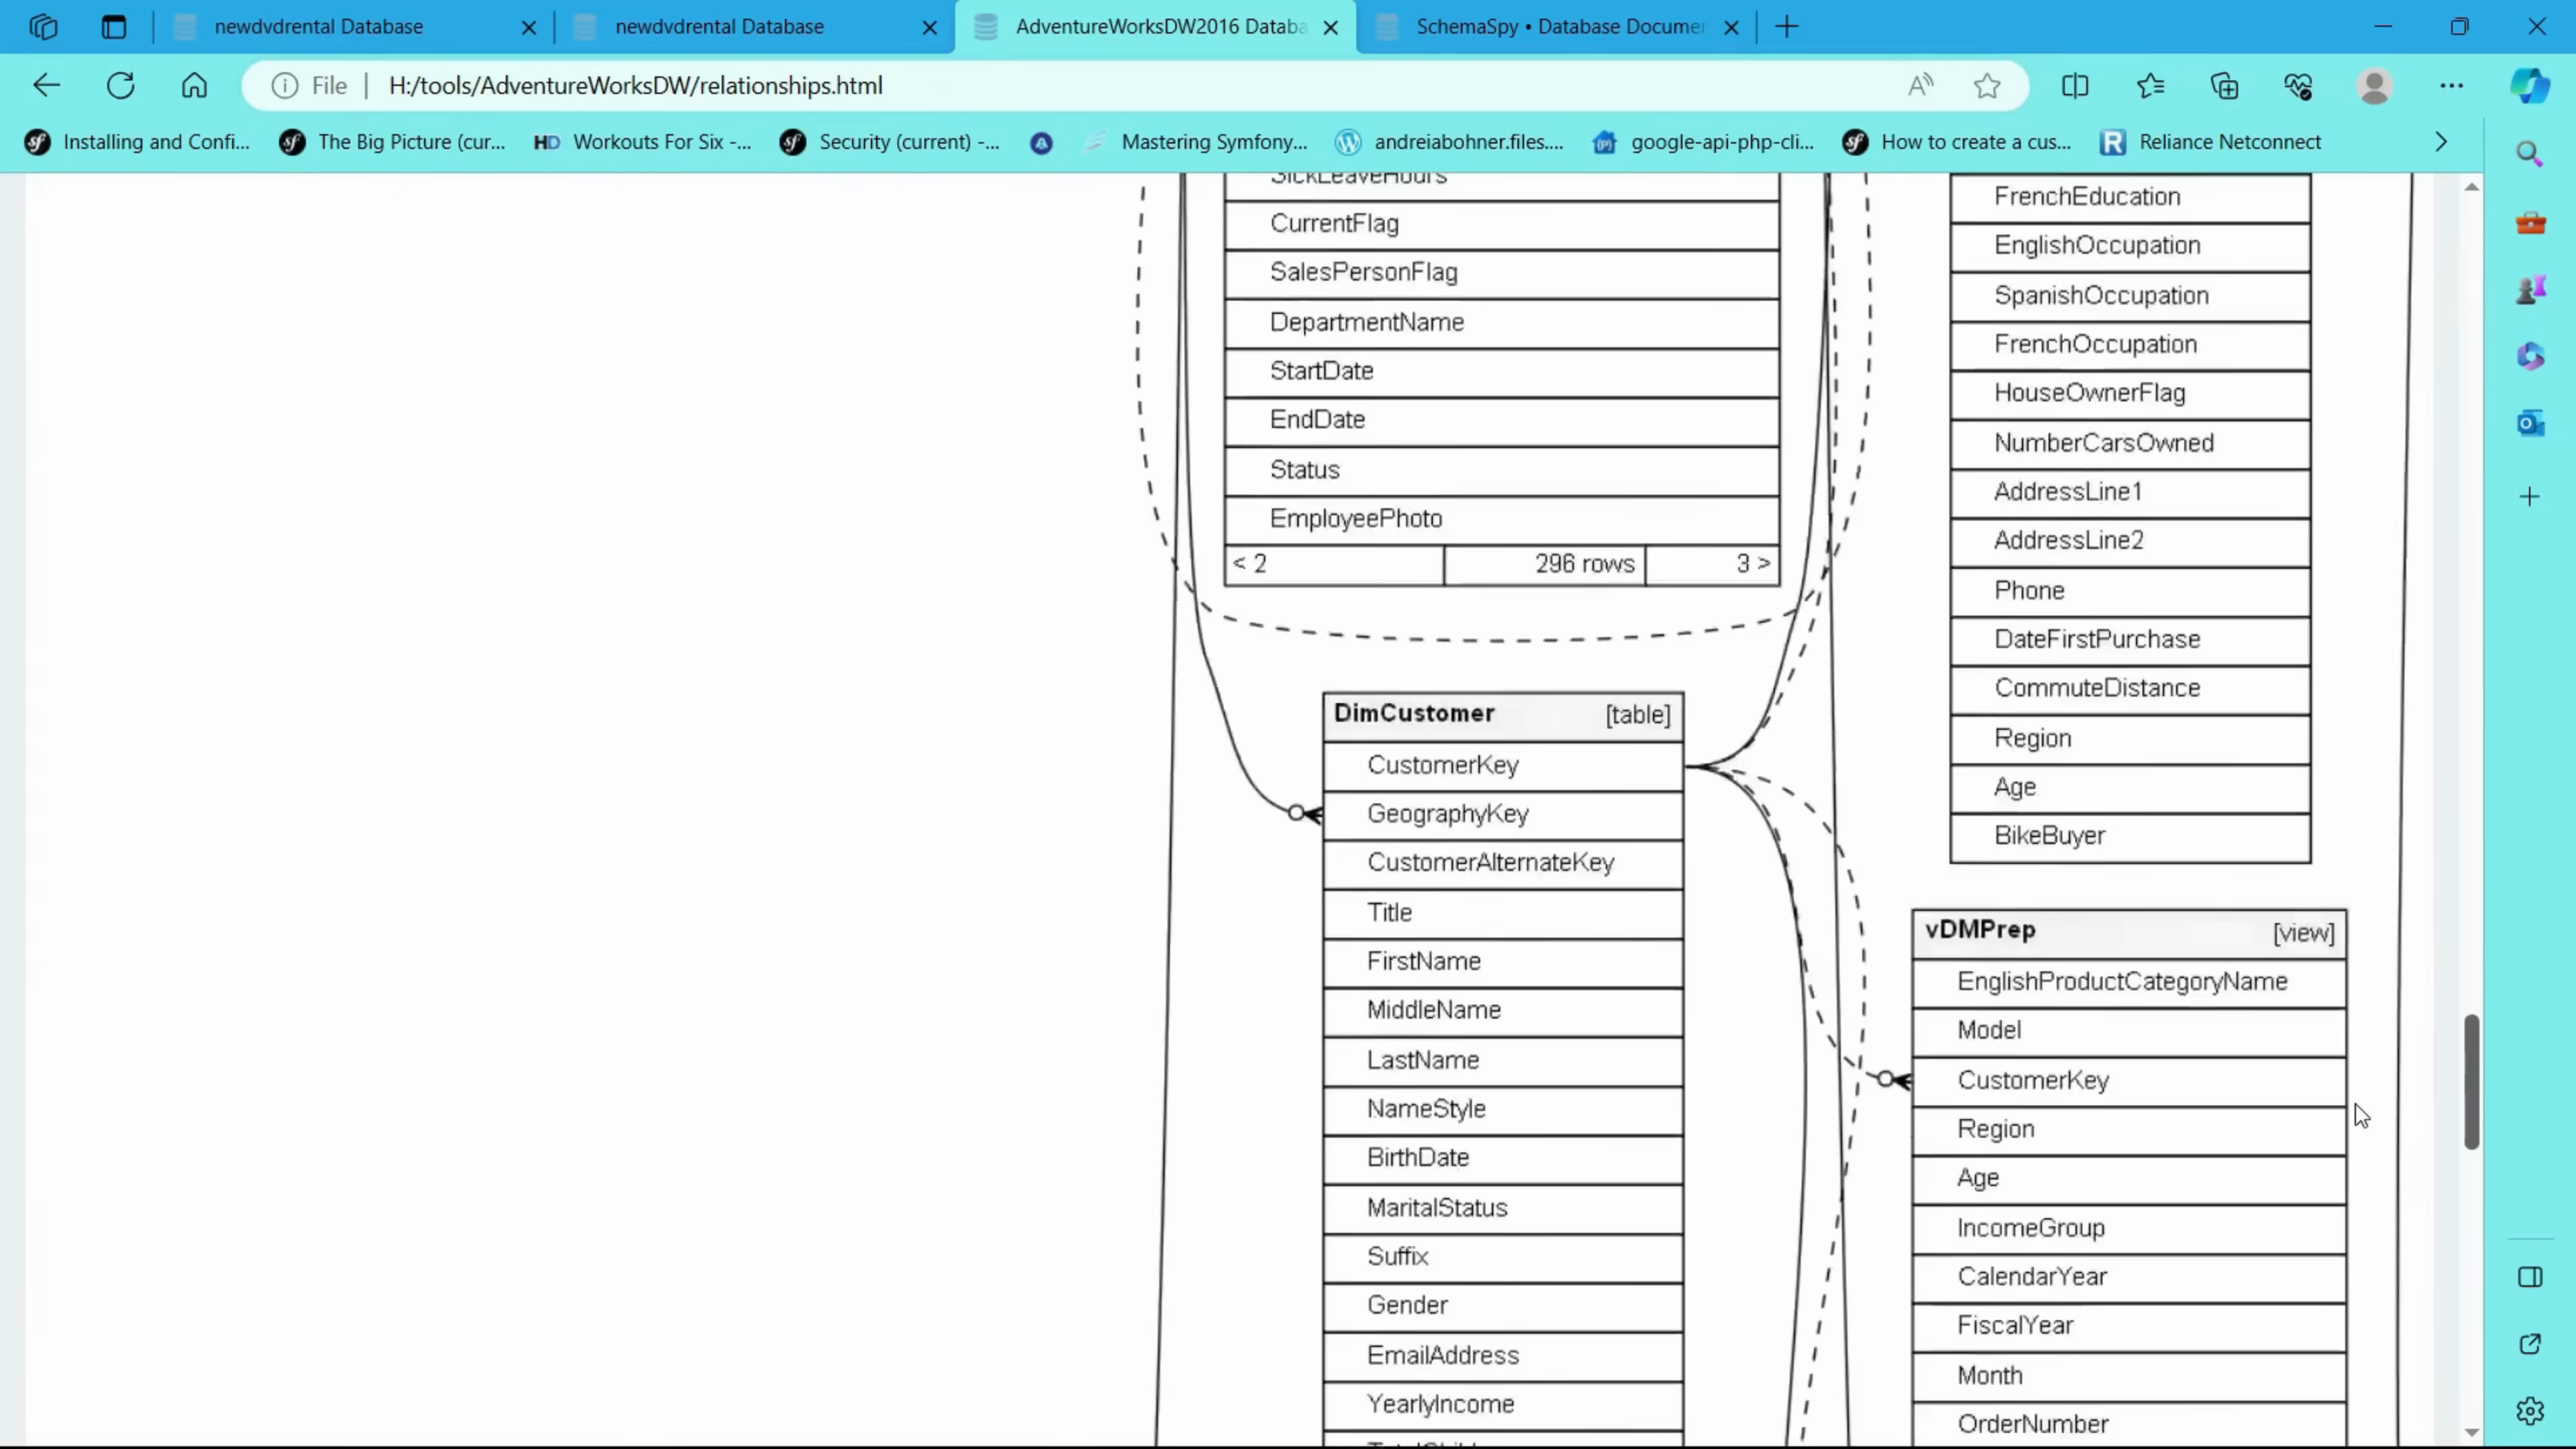 newdvdrental Database
newdvdrental Database
AdventureWorksDW2016 Databa
SchemaSpy • Database Documer
File
H:/tools/AdventureWorksDW/relationships.html
Installing and Confi...
The Big Picture (cur...
HD Workouts For Six -...
Security (current) -...
Mastering Symfony...
andreiabohner.files....
google-api-php-cli...
How to create a cus...
R Reliance Netconnect
SickLeaveHours
CurrentFlag
SalesPersonFlag
DepartmentName
StartDate
EndDate
Status
EmployeePhoto
< 2 296 rows 3 >
FrenchEducation
EnglishOccupation
SpanishOccupation
FrenchOccupation
HouseOwnerFlag
NumberCarsOwned
AddressLine1
AddressLine2
Phone
DateFirstPurchase
CommuteDistance
Region
Age
BikeBuyer
DimCustomer [table]
CustomerKey
GeographyKey
CustomerAlternateKey
Title
FirstName
MiddleName
LastName
NameStyle
BirthDate
MaritalStatus
Suffix
Gender
EmailAddress
YearlyIncome
vDMPrep [view]
EnglishProductCategoryName
Model
CustomerKey
Region
Age
IncomeGroup
CalendarYear
FiscalYear
Month
OrderNumber